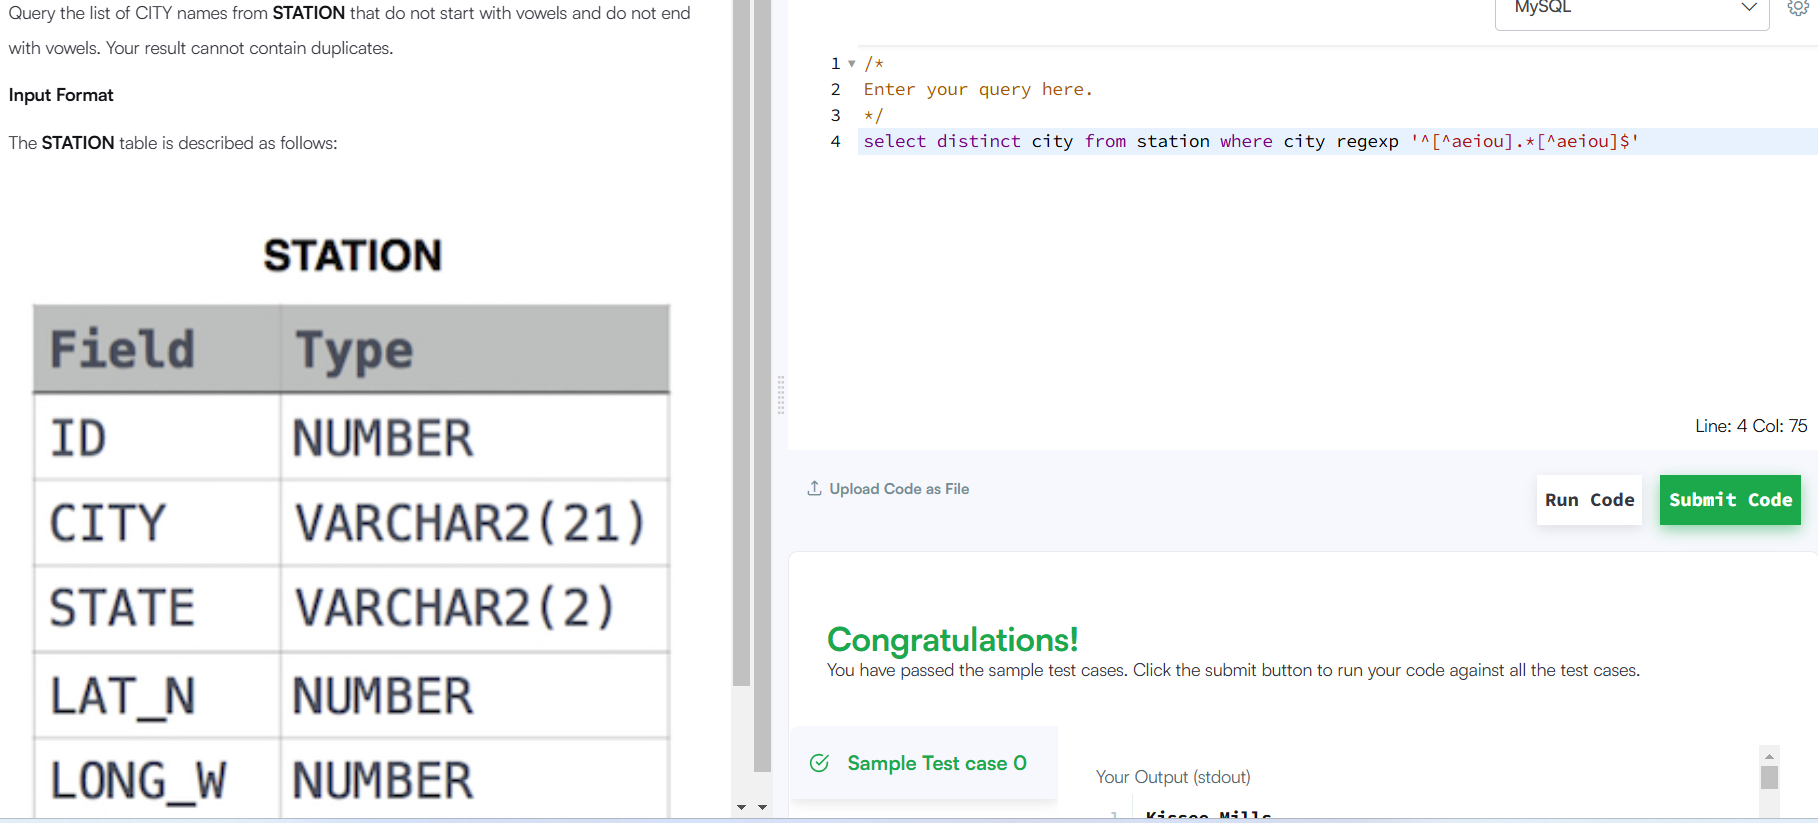 Query the list of CITY names from STATION that do not start with vowels and do not end
with vowels. Your result cannot contain duplicates.
Input Format
The STATION table is described as follows:
STATION
Field Type
ID NUMBER
CITY VARCHAR2(21)
STATE VARCHAR2(2)
LAT_N NUMBER
LONG_W NUMBER
MySQL
1 /*
2 Enter your query here.
3 */
4 select distinct city from station where city regexp '^[^aeiou].*[^aeiou]$'
Line: 4 Col: 75
Upload Code as File
Run Code
Submit Code
Congratulations!
You have passed the sample test cases. Click the submit button to run your code against all the test cases.
Sample Test case 0
Your Output (stdout)
1 Kissee Mills